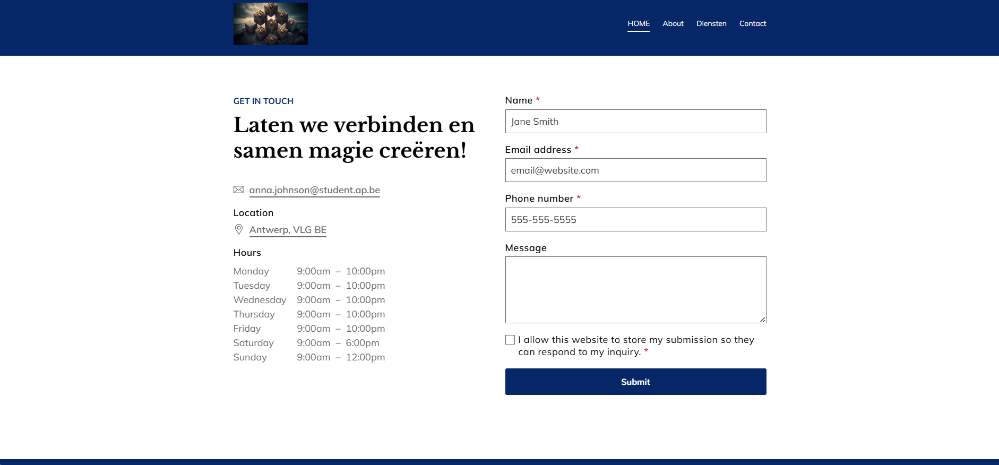 HOME About Diensten Contact
GET IN TOUCH
Laten we verbinden en
samen magie creëren!
anna.johnson@student.ap.be
Location
Antwerp, VLG BE
Hours
Monday 9:00am – 10:00pm
Tuesday 9:00am – 10:00pm
Wednesday 9:00am – 10:00pm
Thursday 9:00am – 10:00pm
Friday 9:00am – 10:00pm
Saturday 9:00am – 6:00pm
Sunday 9:00am – 12:00pm
Name *
Jane Smith
Email address *
email@website.com
Phone number *
555-555-5555
Message
I allow this website to store my submission so they
can respond to my inquiry. *
Submit